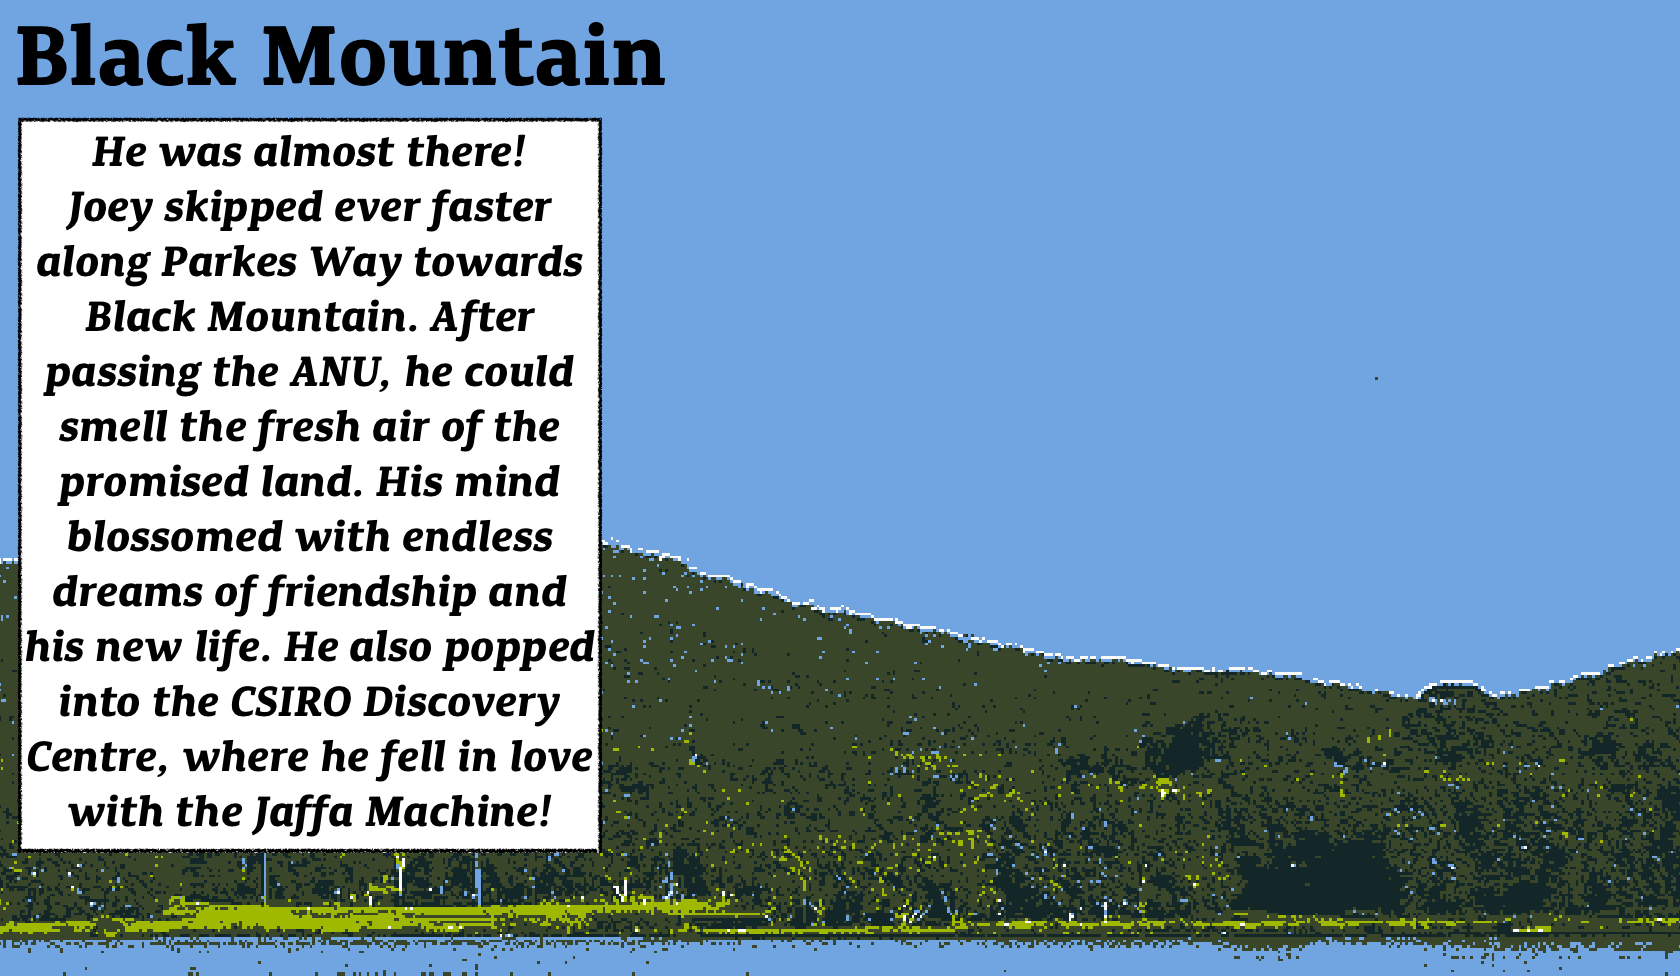 Black Mountain
He was almost there!
Joey skipped ever faster
along Parkes Way towards
Black Mountain. After
passing the ANU, he could
smell the fresh air of the
promised land. His mind
blossomed with endless
dreams of friendship and
his new life. He also popped
into the CSIRO Discovery
Centre, where he fell in love
with the Jaffa Machine!